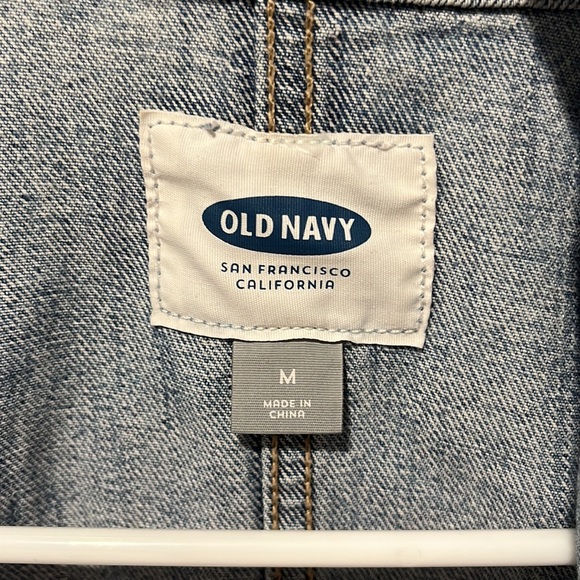 OLD NAVY
SAN FRANCISCO
CALIFORNIA
M
MADE IN
CHINA